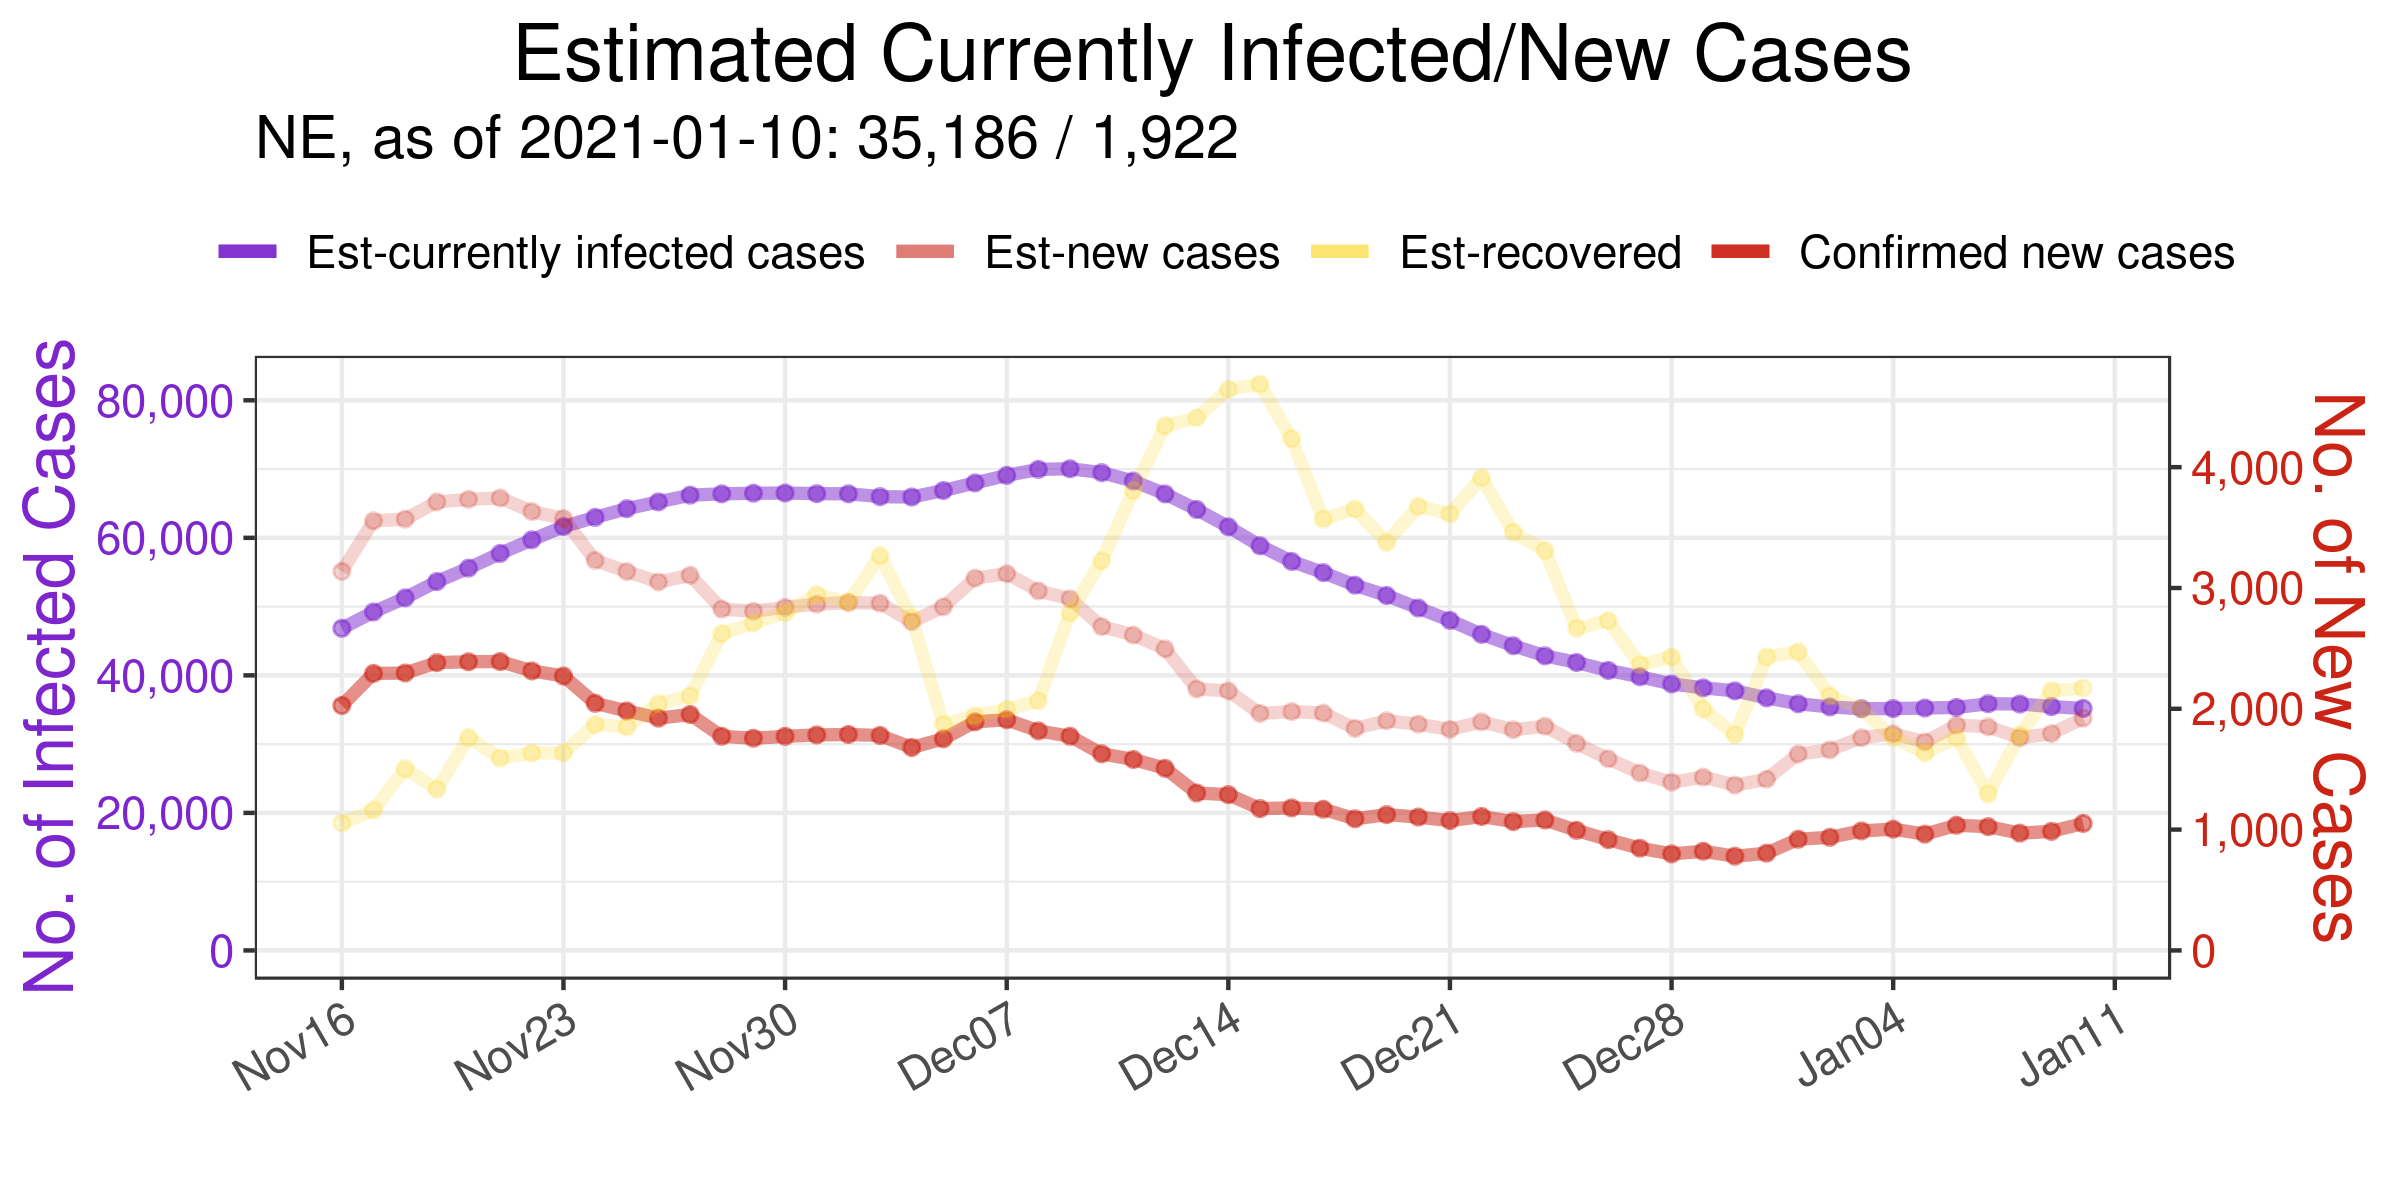 Estimated Currently Infected/New Cases
NE, as of 2021-01-10: 35,186 / 1,922
Est-currently infected cases Est-new cases Est-recovered Confirmed new cases
No. of Infected Cases
80,000
60,000
40,000
20,000
0
4,000
3,000
2,000
1,000
0
No. of New Cases
Nov16 Nov23 Nov30 Dec07 Dec14 Dec21 Dec28 Jan04 Jan11